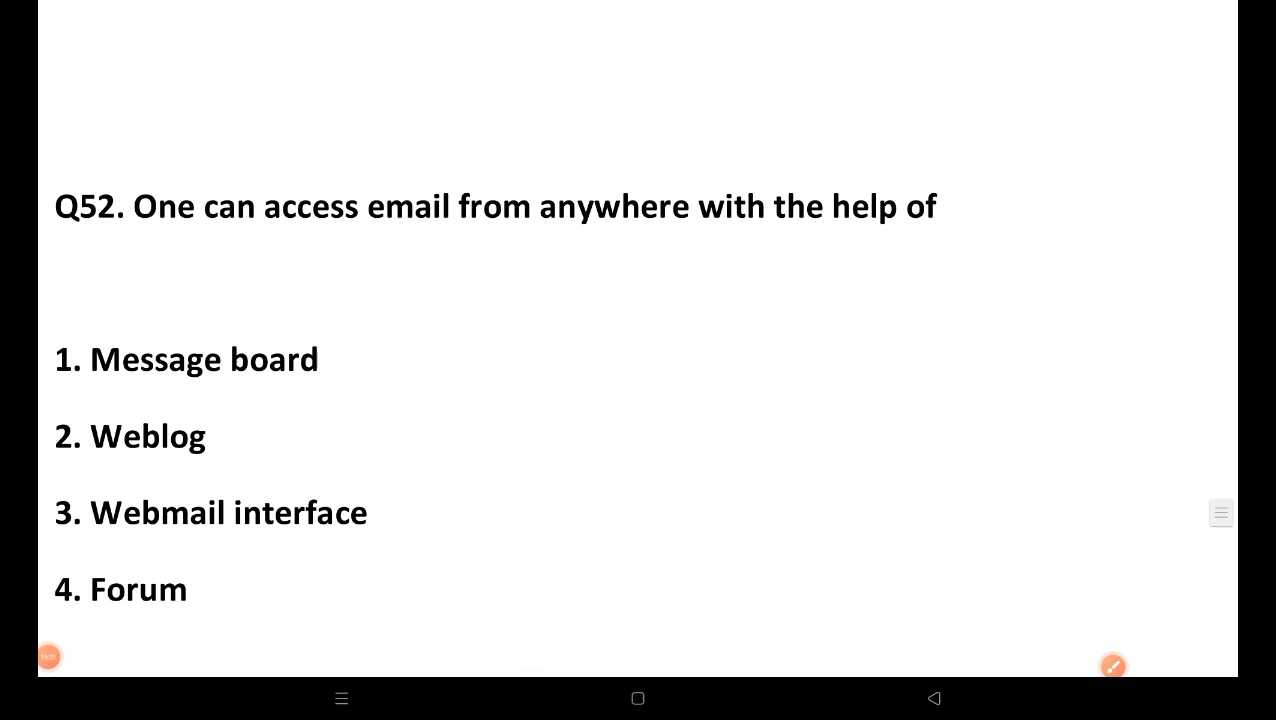 Q52. One can access email from anywhere with the help of
1. Message board
2. Weblog
3. Webmail interface
4. Forum